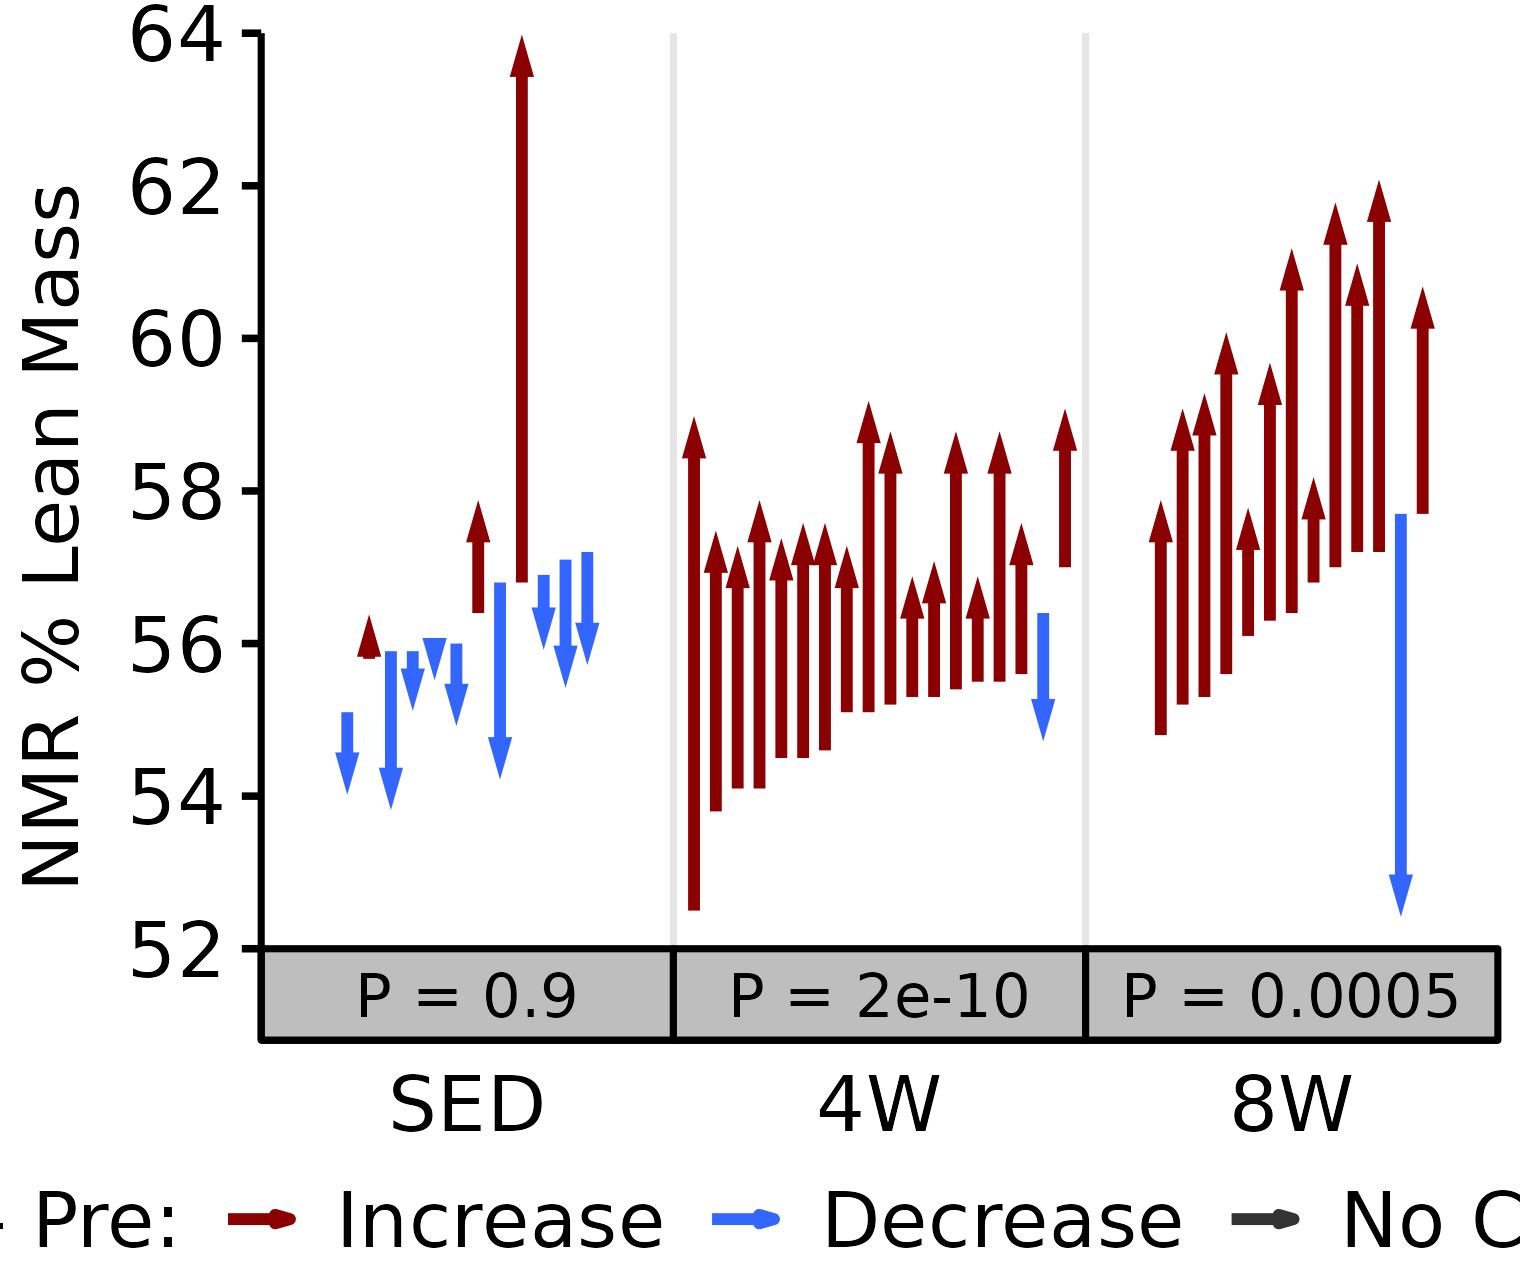 NMR % Lean Mass
64
62
60
58
56
54
52
P = 0.9 P = 2e-10 P = 0.0005
SED 4W 8W
- Pre: Increase Decrease No